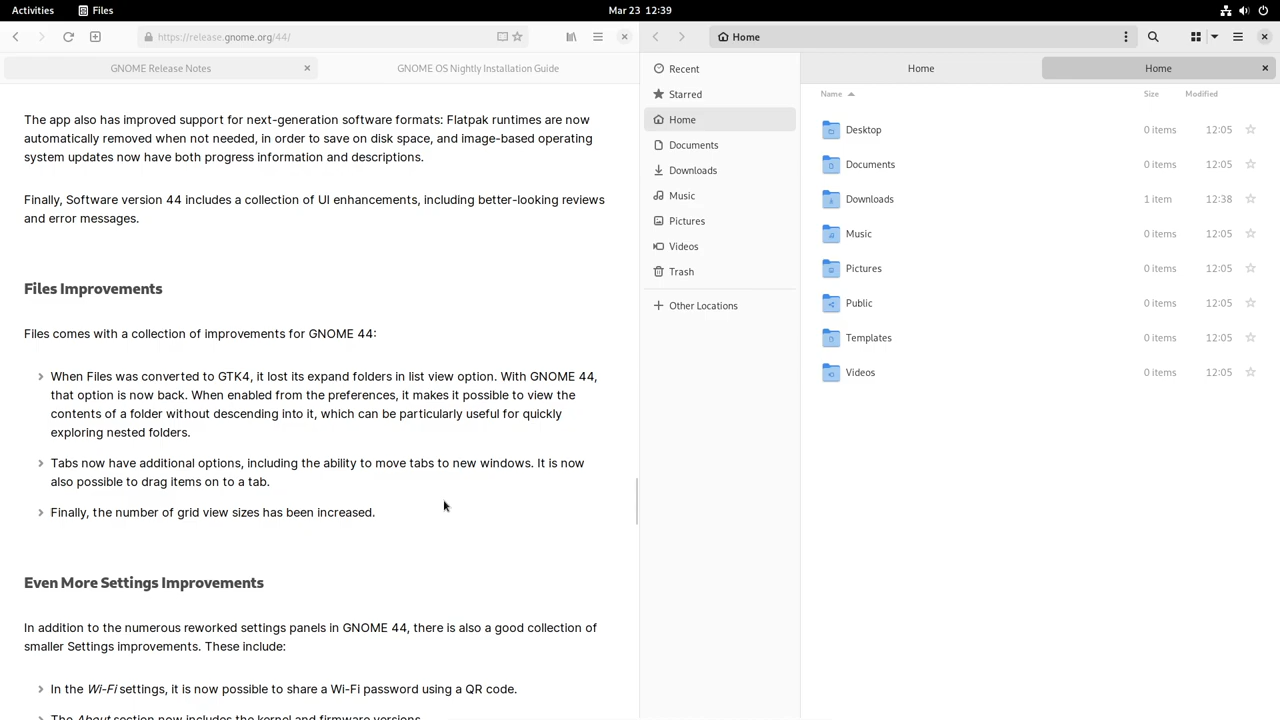 Activities
Files
Mar 23 12:39
https://release.gnome.org/44/
GNOME Release Notes
GNOME OS Nightly Installation Guide
The app also has improved support for next-generation software formats: Flatpak runtimes are now
automatically removed when not needed, in order to save on disk space, and image-based operating
system updates now have both progress information and descriptions.
Finally, Software version 44 includes a collection of UI enhancements, including better-looking reviews
and error messages.
Files Improvements
Files comes with a collection of improvements for GNOME 44:
When Files was converted to GTK4, it lost its expand folders in list view option. With GNOME 44,
that option is now back. When enabled from the preferences, it makes it possible to view the
contents of a folder without descending into it, which can be particularly useful for quickly
exploring nested folders.
Tabs now have additional options, including the ability to move tabs to new windows. It is now
also possible to drag items on to a tab.
Finally, the number of grid view sizes has been increased.
Even More Settings Improvements
In addition to the numerous reworked settings panels in GNOME 44, there is also a good collection of
smaller Settings improvements. These include:
In the Wi-Fi settings, it is now possible to share a Wi-Fi password using a QR code.
The About section now includes the kernel and firmware versions.
Home
Recent
Starred
Home
Documents
Downloads
Music
Pictures
Videos
Trash
Other Locations
Home
Home
Name Size Modified
Desktop 0 items 12:05
Documents 0 items 12:05
Downloads 1 item 12:38
Music 0 items 12:05
Pictures 0 items 12:05
Public 0 items 12:05
Templates 0 items 12:05
Videos 0 items 12:05